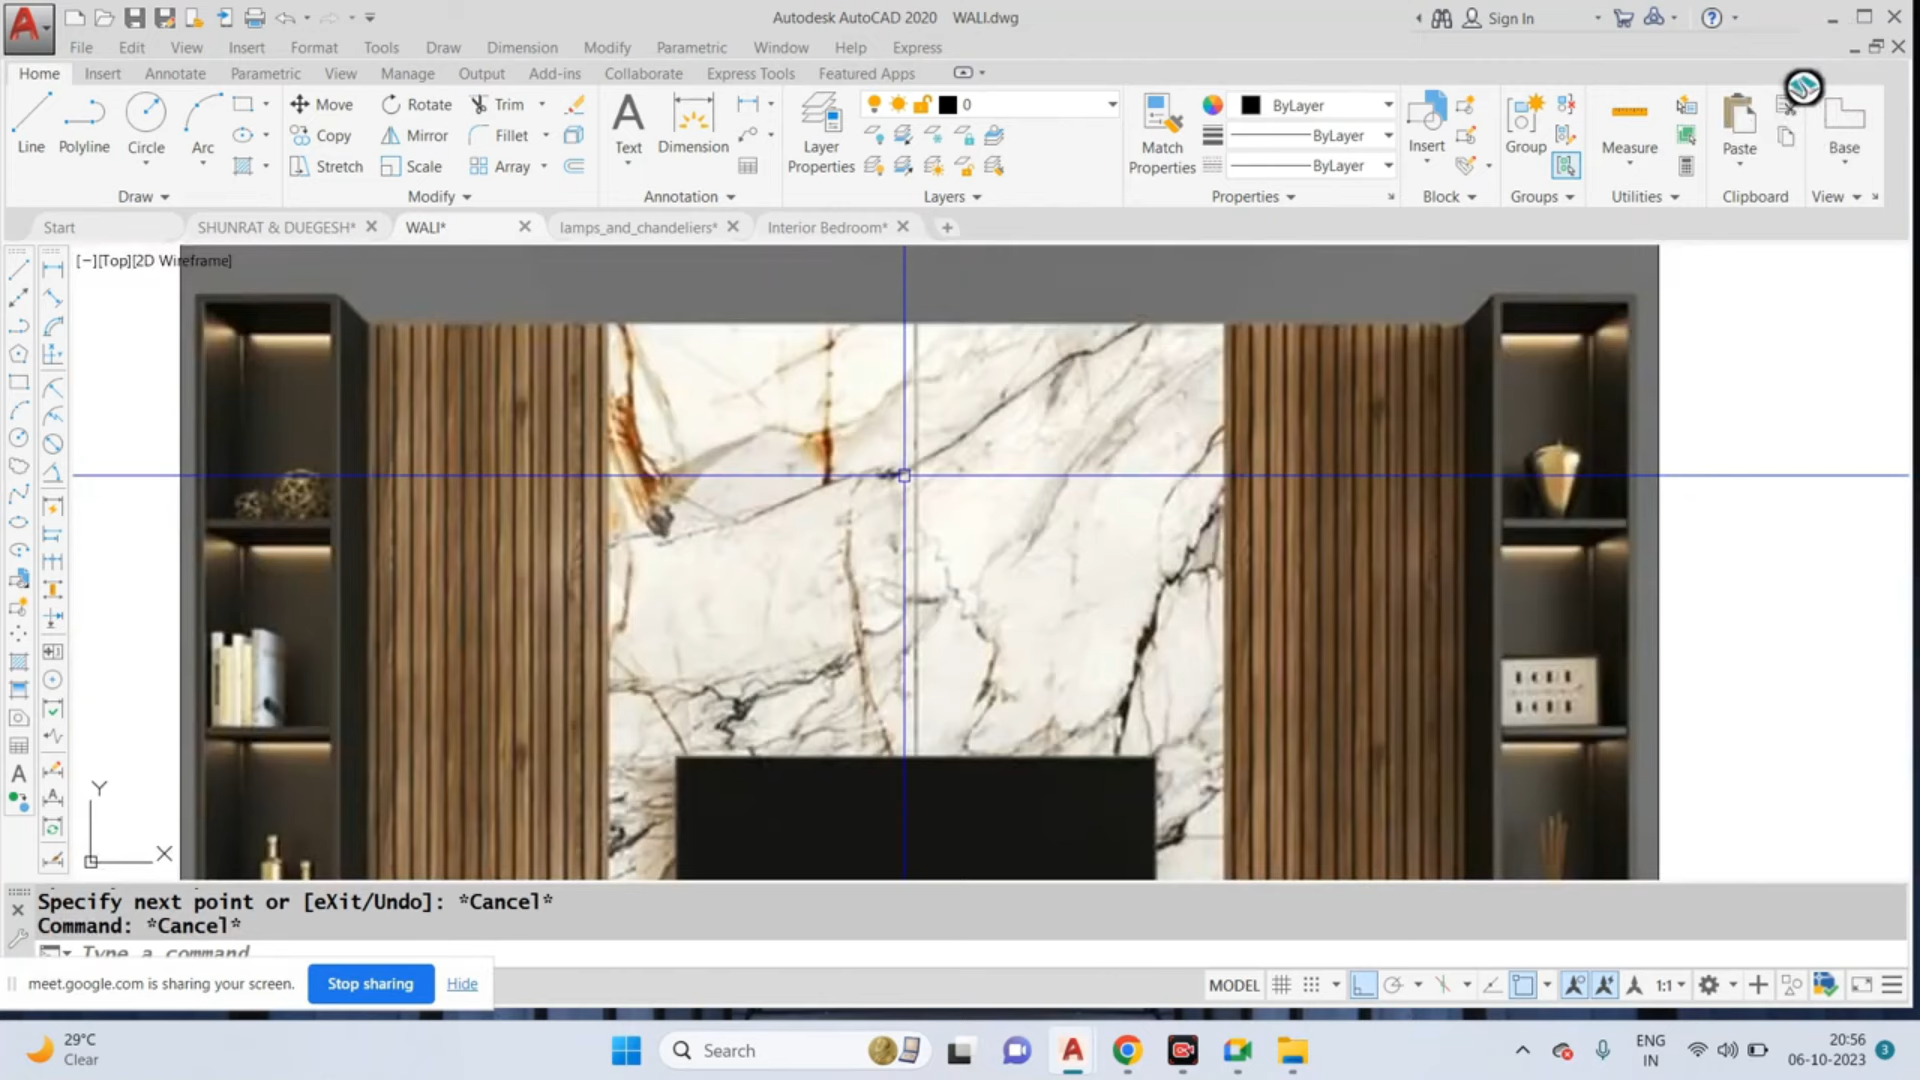 Autodesk AutoCAD 2020 WALI.dwg
Sign In
File Edit View Insert Format Tools Draw Dimension Modify Parametric Window Help Express
Home Insert Annotate Parametric View Manage Output Add-ins Collaborate Express Tools Featured Apps
Line Polyline Circle Arc
Move Rotate Trim
Copy Mirror Fillet
Stretch Scale Array
Text Dimension
Layer Properties
0
Match Properties
ByLayer
ByLayer
ByLayer
Insert
Group
Measure
Paste
Base
Draw Modify Annotation Layers Properties Block Groups Utilities Clipboard View
Start SHUNRAT & DUEGESH* WALI* lamps_and_chandeliers* Interior Bedroom*
[−][Top][2D Wireframe]
Y
X
Specify next point or [eXit/Undo]: *Cancel*
Command: *Cancel*
Type a command
meet.google.com is sharing your screen. Stop sharing Hide
MODEL 1:1
29°C
Clear
Search
ENG
IN
20:56
06-10-2023
3